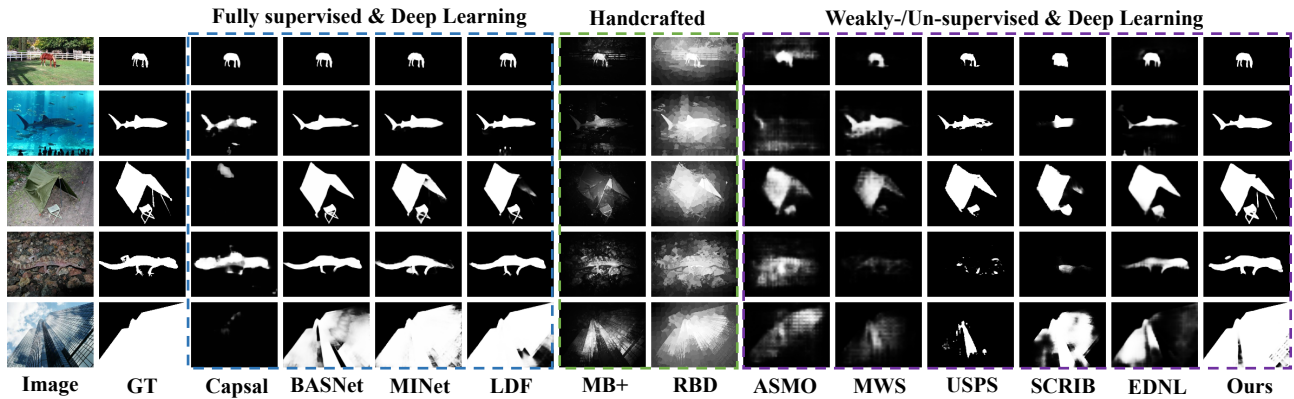 Fully supervised & Deep Learning Handcrafted Weakly-/Un-supervised & Deep Learning
Image GT Capsal BASNet MINet LDF MB+ RBD ASMO MWS USPS SCRIB EDNL Ours